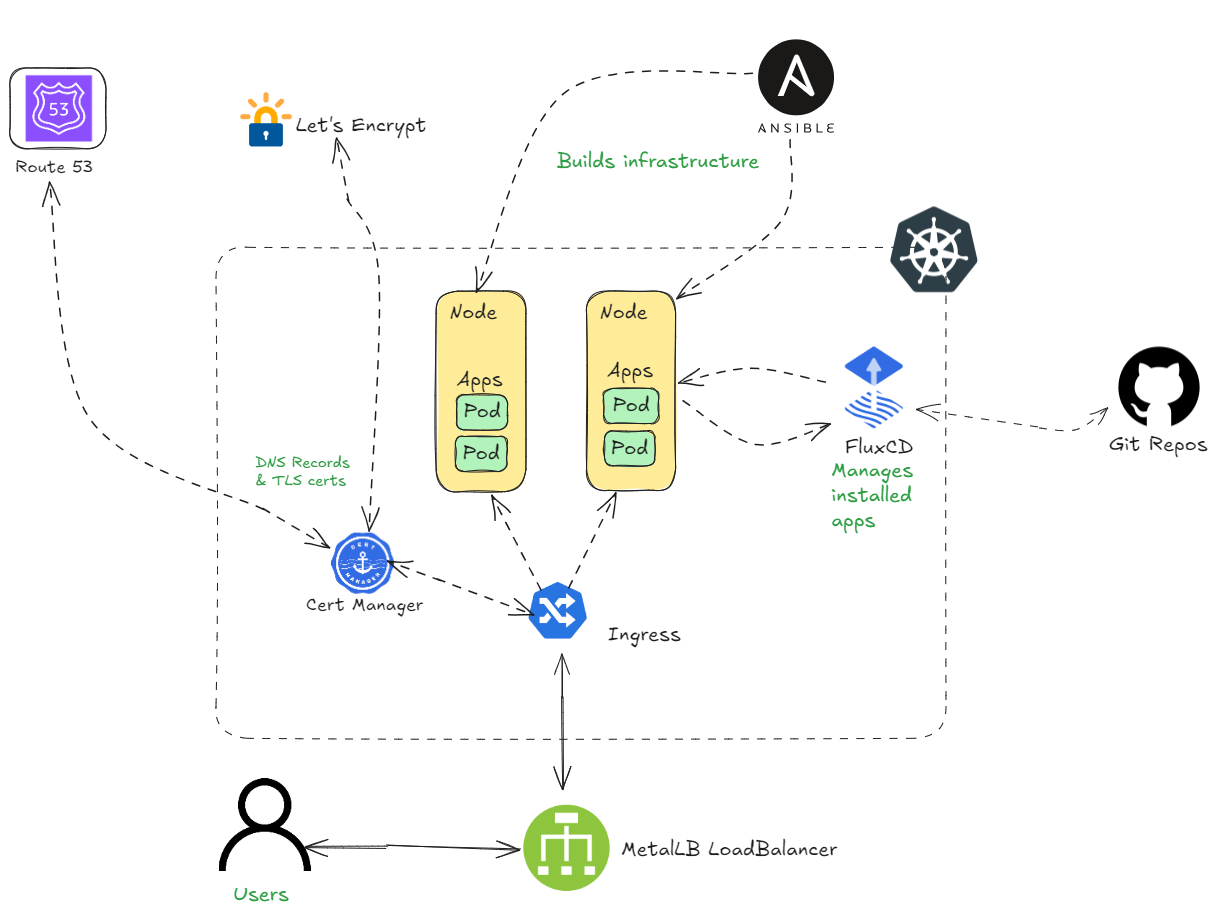 53
Route 53
Let's Encrypt
ANSIBLE
Builds infrastructure
Node
Apps
Pod
Pod
Node
Apps
Pod
Pod
FluxCD
Manages
installed
apps
Git Repos
DNS Records
& TLS certs
CERT
MANAGER
Cert Manager
Ingress
MetalLB LoadBalancer
Users